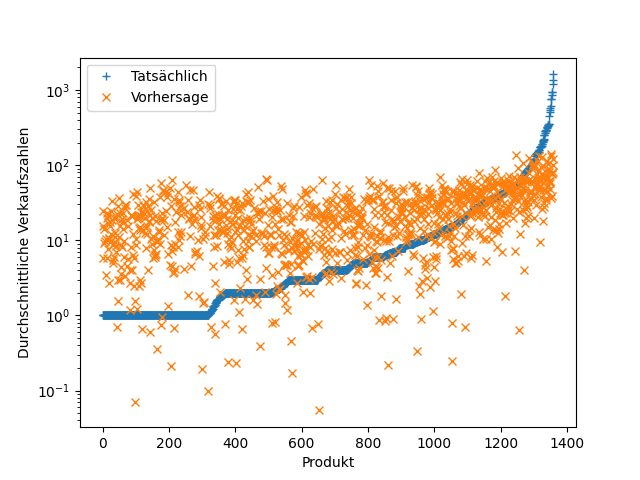 Tatsächlich
Vorhersage
Durchschnittliche Verkaufszahlen
10³
10²
10¹
10⁰
10⁻¹
0 200 400 600 800 1000 1200 1400
Produkt